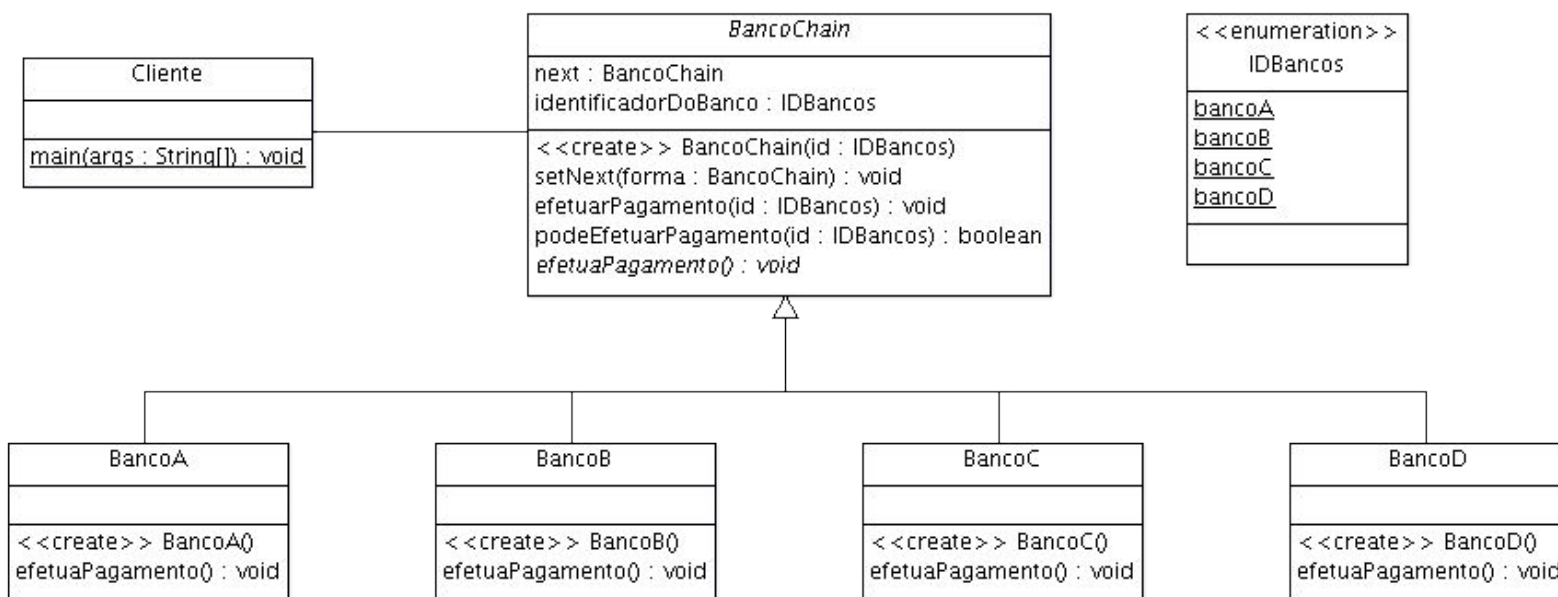 Cliente
main(args : String[]) : void
BancoChain
next : BancoChain
identificadorDoBanco : IDBancos
<<create>> BancoChain(id : IDBancos)
setNext(forma : BancoChain) : void
efetuarPagamento(id : IDBancos) : void
podeEfetuarPagamento(id : IDBancos) : boolean
efetuaPagamento() : void
<<enumeration>>
IDBancos
bancoA
bancoB
bancoC
bancoD
BancoA
<<create>> BancoA()
efetuaPagamento() : void
BancoB
<<create>> BancoB()
efetuaPagamento() : void
BancoC
<<create>> BancoC()
efetuaPagamento() : void
BancoD
<<create>> BancoD()
efetuaPagamento() : void